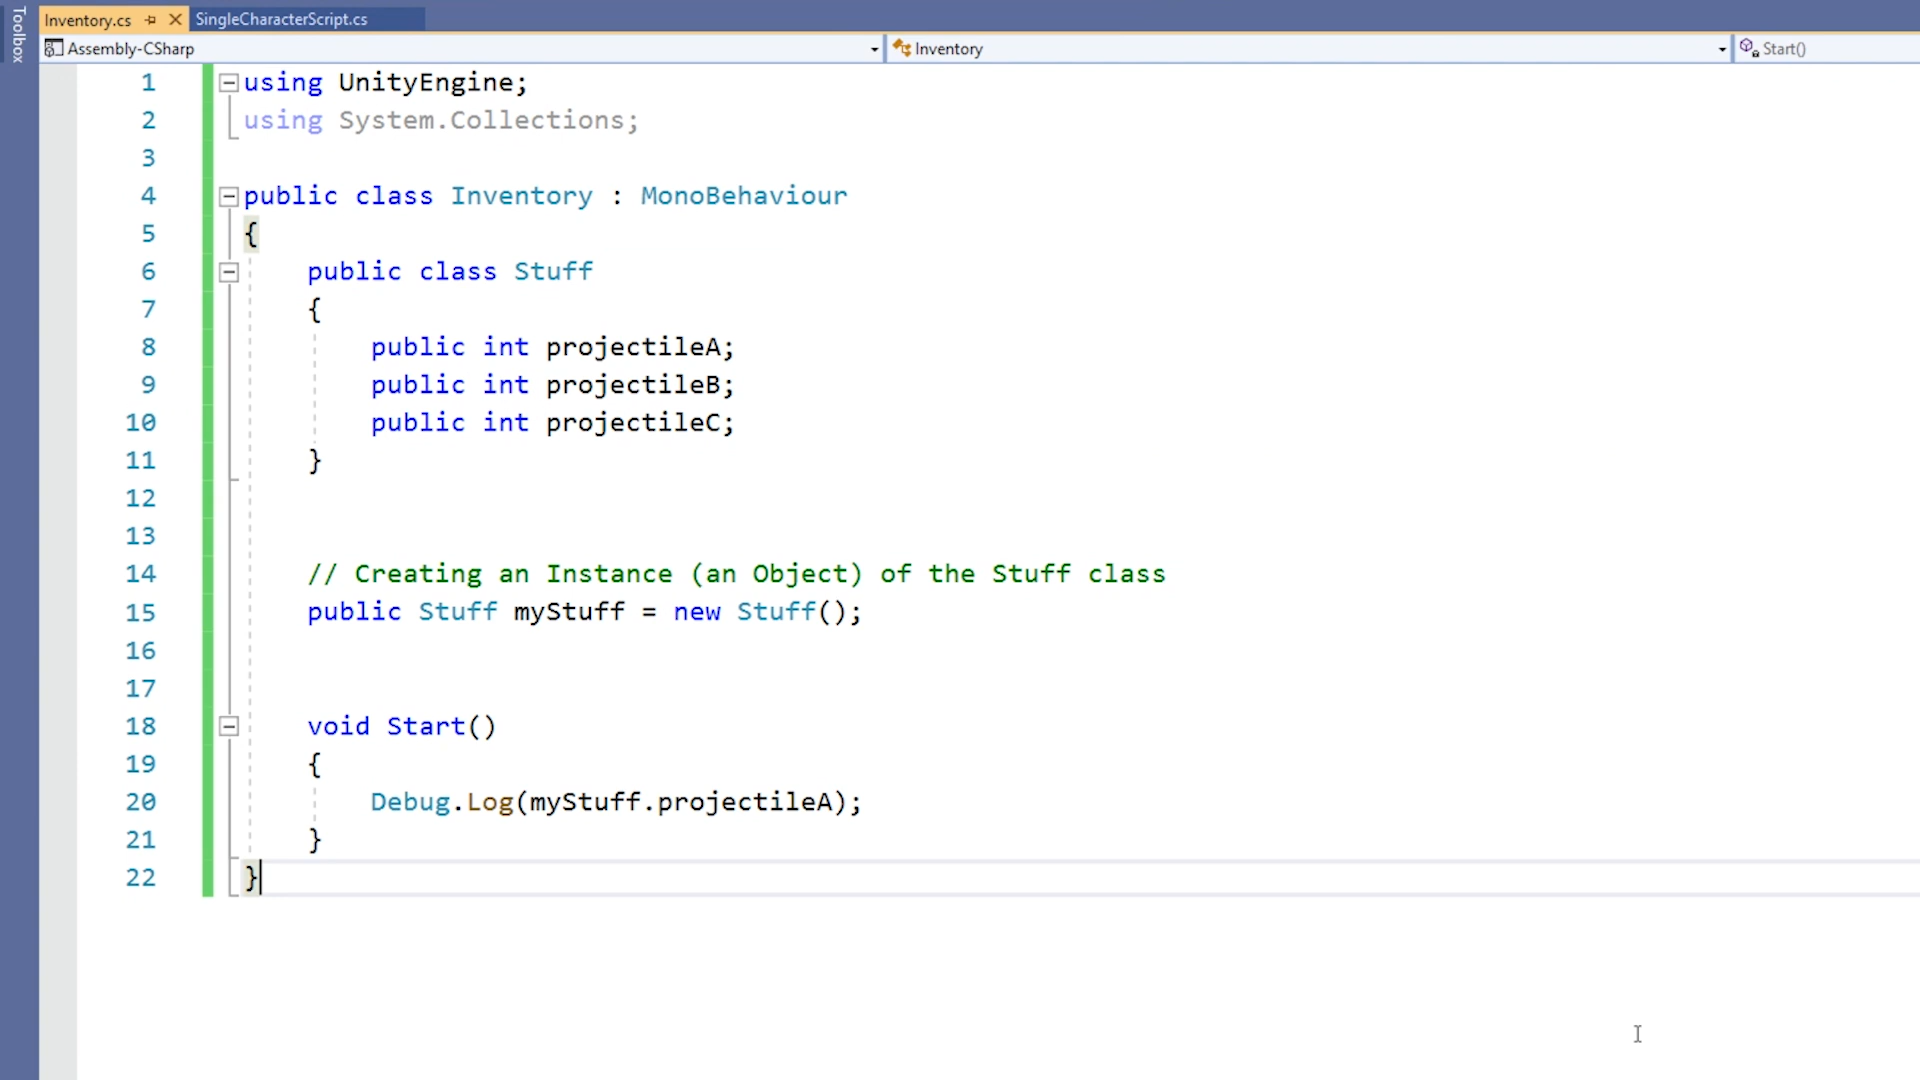 Toolbox
Inventory.cs SingleCharacterScript.cs
Assembly-CSharp Inventory Start()
1 using UnityEngine;
2 using System.Collections;
3
4 public class Inventory : MonoBehaviour
5 {
6 public class Stuff
7 {
8 public int projectileA;
9 public int projectileB;
10 public int projectileC;
11 }
12
13
14 // Creating an Instance (an Object) of the Stuff class
15 public Stuff myStuff = new Stuff();
16
17
18 void Start()
19 {
20 Debug.Log(myStuff.projectileA);
21 }
22 }